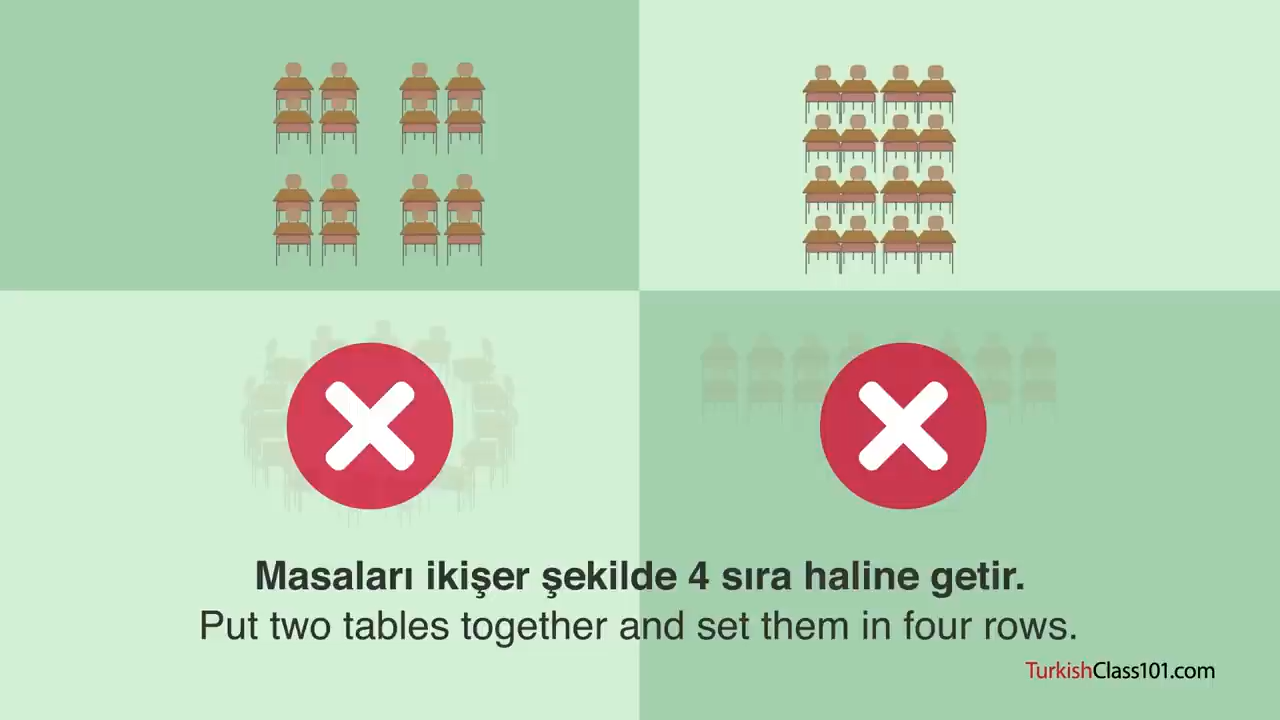 Masaları ikişer şekilde 4 sıra haline getir.
Put two tables together and set them in four rows.
TurkishClass101.com